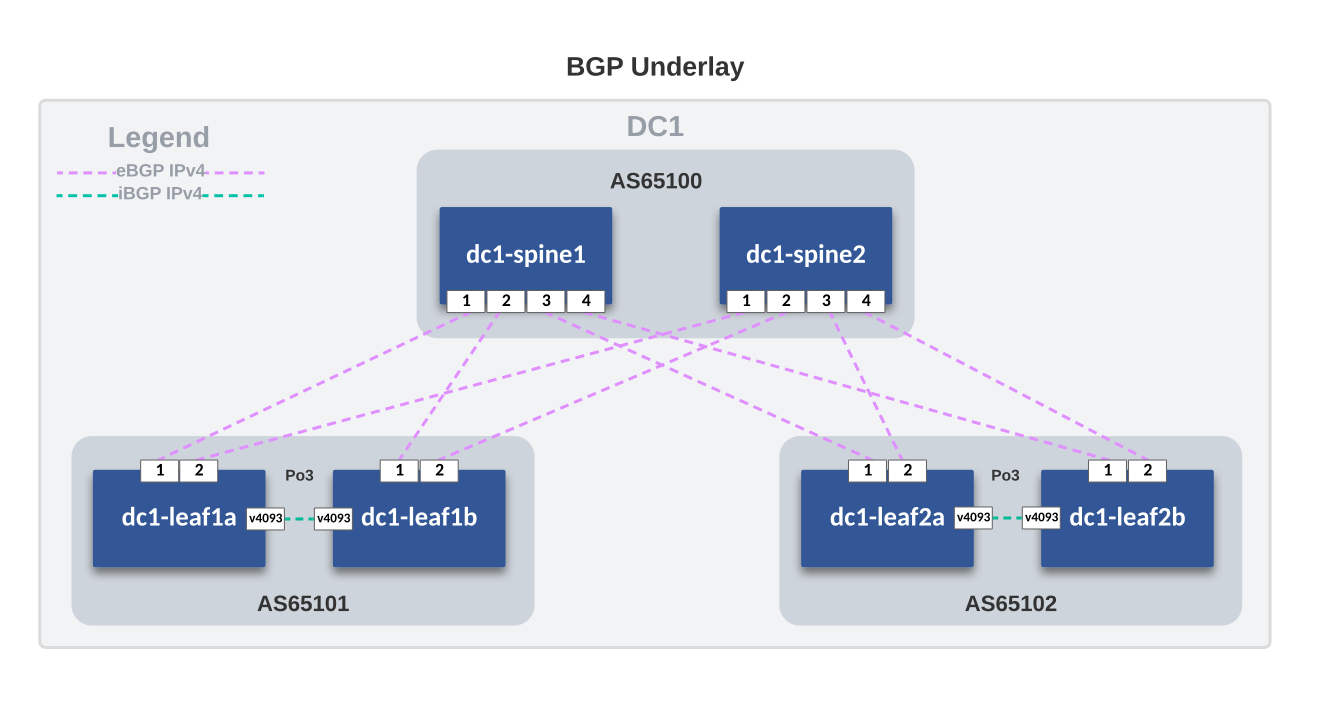 BGP Underlay
DC1
Legend
eBGP IPv4
iBGP IPv4
AS65100
dc1-spine1
1 2 3 4
dc1-spine2
1 2 3 4
1 2
Po3
1 2
dc1-leaf1a
v4093
v4093
dc1-leaf1b
AS65101
1 2
Po3
1 2
dc1-leaf2a
v4093
v4093
dc1-leaf2b
AS65102